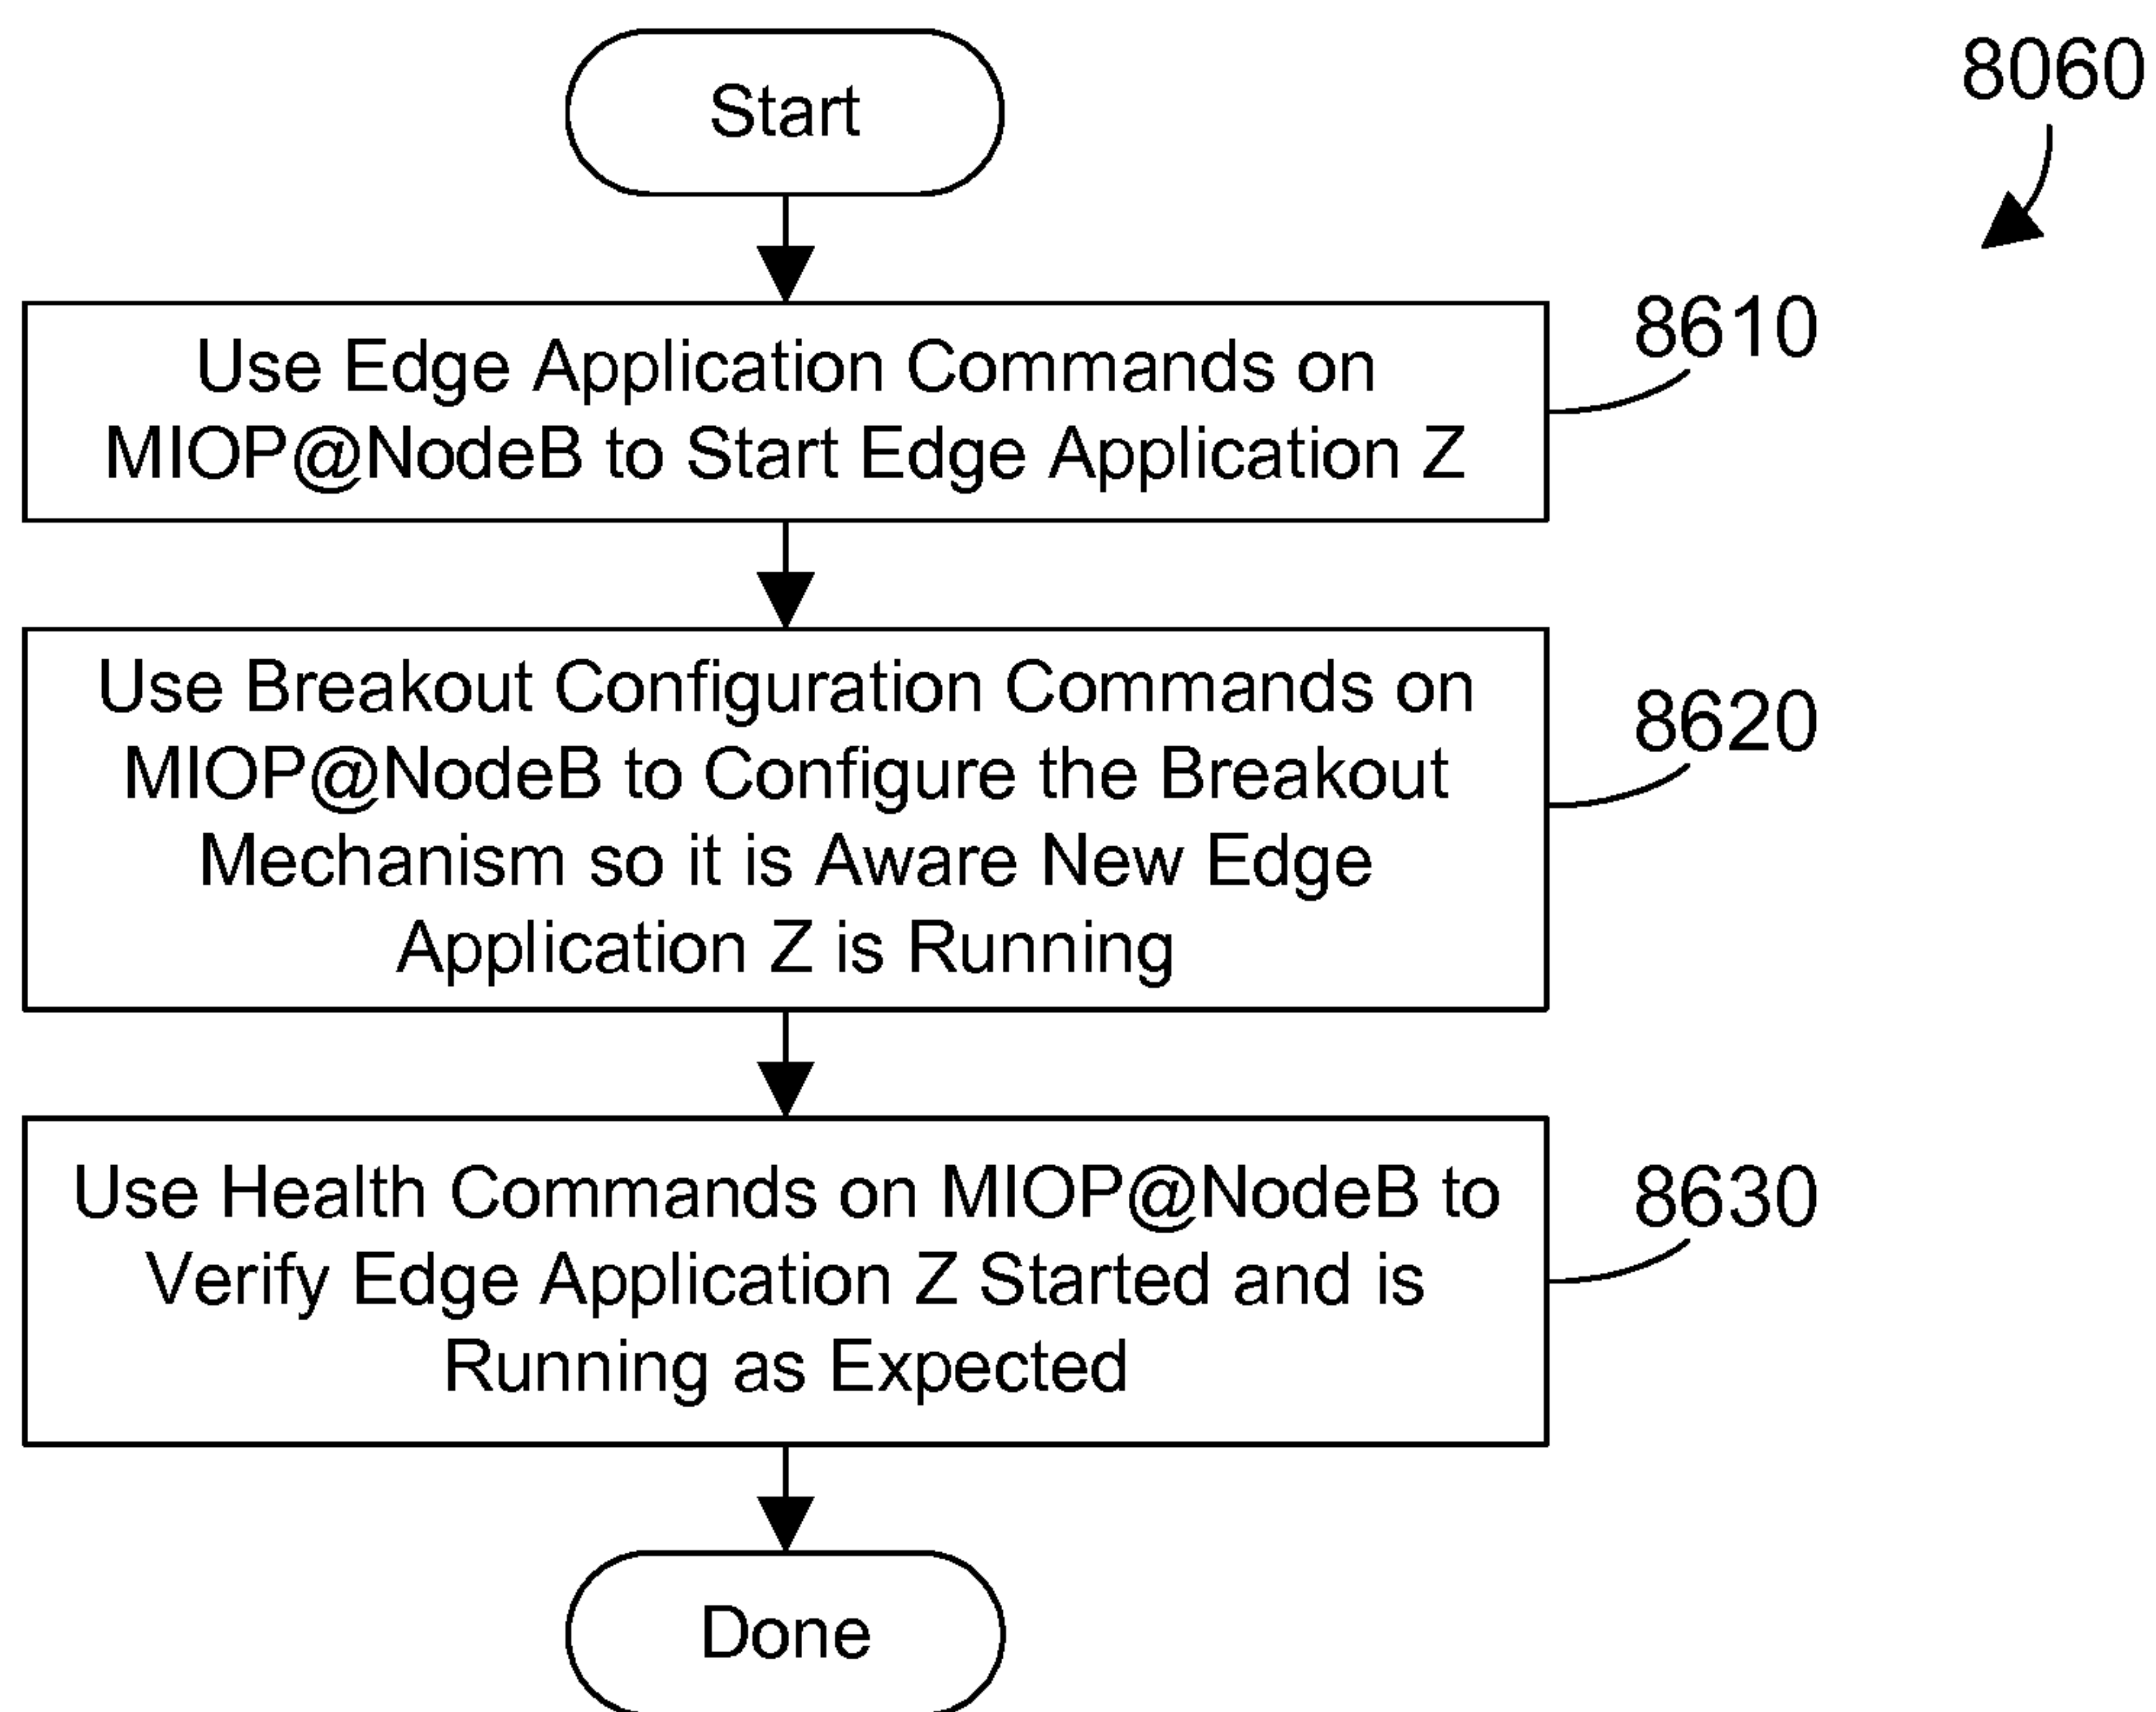 Start
8060
Use Edge Application Commands on
MIOP@NodeB to Start Edge Application Z
8610
Use Breakout Configuration Commands on
MIOP@NodeB to Configure the Breakout
Mechanism so it is Aware New Edge
Application Z is Running
8620
Use Health Commands on MIOP@NodeB to
Verify Edge Application Z Started and is
Running as Expected
8630
Done